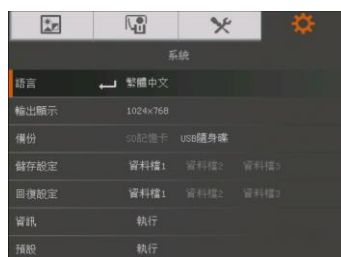 系統
語言 繁體中文
輸出顯示 1024x768
備份 SD記憶卡 USB隨身碟
儲存設定 資料檔1 資料檔2 資料檔3
回復設定 資料檔1 資料檔2 資料檔3
資訊 執行
預設 執行